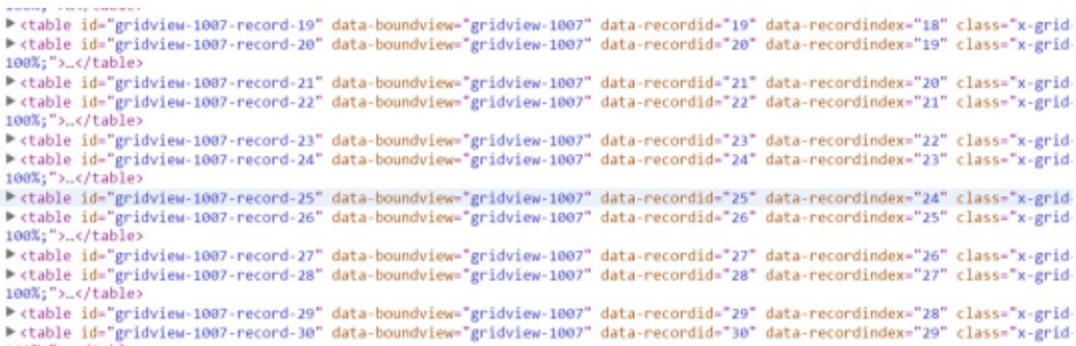 ▶<table id="gridview-1007-record-19" data-boundview="gridview-1007" data-recordid="19" data-recordindex="18" class="x-grid-
▶<table id="gridview-1007-record-20" data-boundview="gridview-1007" data-recordid="20" data-recordindex="19" class="x-grid-
100%;">…</table>
▶<table id="gridview-1007-record-21" data-boundview="gridview-1007" data-recordid="21" data-recordindex="20" class="x-grid-
▶<table id="gridview-1007-record-22" data-boundview="gridview-1007" data-recordid="22" data-recordindex="21" class="x-grid-
100%;">…</table>
▶<table id="gridview-1007-record-23" data-boundview="gridview-1007" data-recordid="23" data-recordindex="22" class="x-grid-
▶<table id="gridview-1007-record-24" data-boundview="gridview-1007" data-recordid="24" data-recordindex="23" class="x-grid-
100%;">…</table>
▶<table id="gridview-1007-record-25" data-boundview="gridview-1007" data-recordid="25" data-recordindex="24" class="x-grid-
▶<table id="gridview-1007-record-26" data-boundview="gridview-1007" data-recordid="26" data-recordindex="25" class="x-grid-
100%;">…</table>
▶<table id="gridview-1007-record-27" data-boundview="gridview-1007" data-recordid="27" data-recordindex="26" class="x-grid-
▶<table id="gridview-1007-record-28" data-boundview="gridview-1007" data-recordid="28" data-recordindex="27" class="x-grid-
100%;">…</table>
▶<table id="gridview-1007-record-29" data-boundview="gridview-1007" data-recordid="29" data-recordindex="28" class="x-grid-
▶<table id="gridview-1007-record-30" data-boundview="gridview-1007" data-recordid="30" data-recordindex="29" class="x-grid-